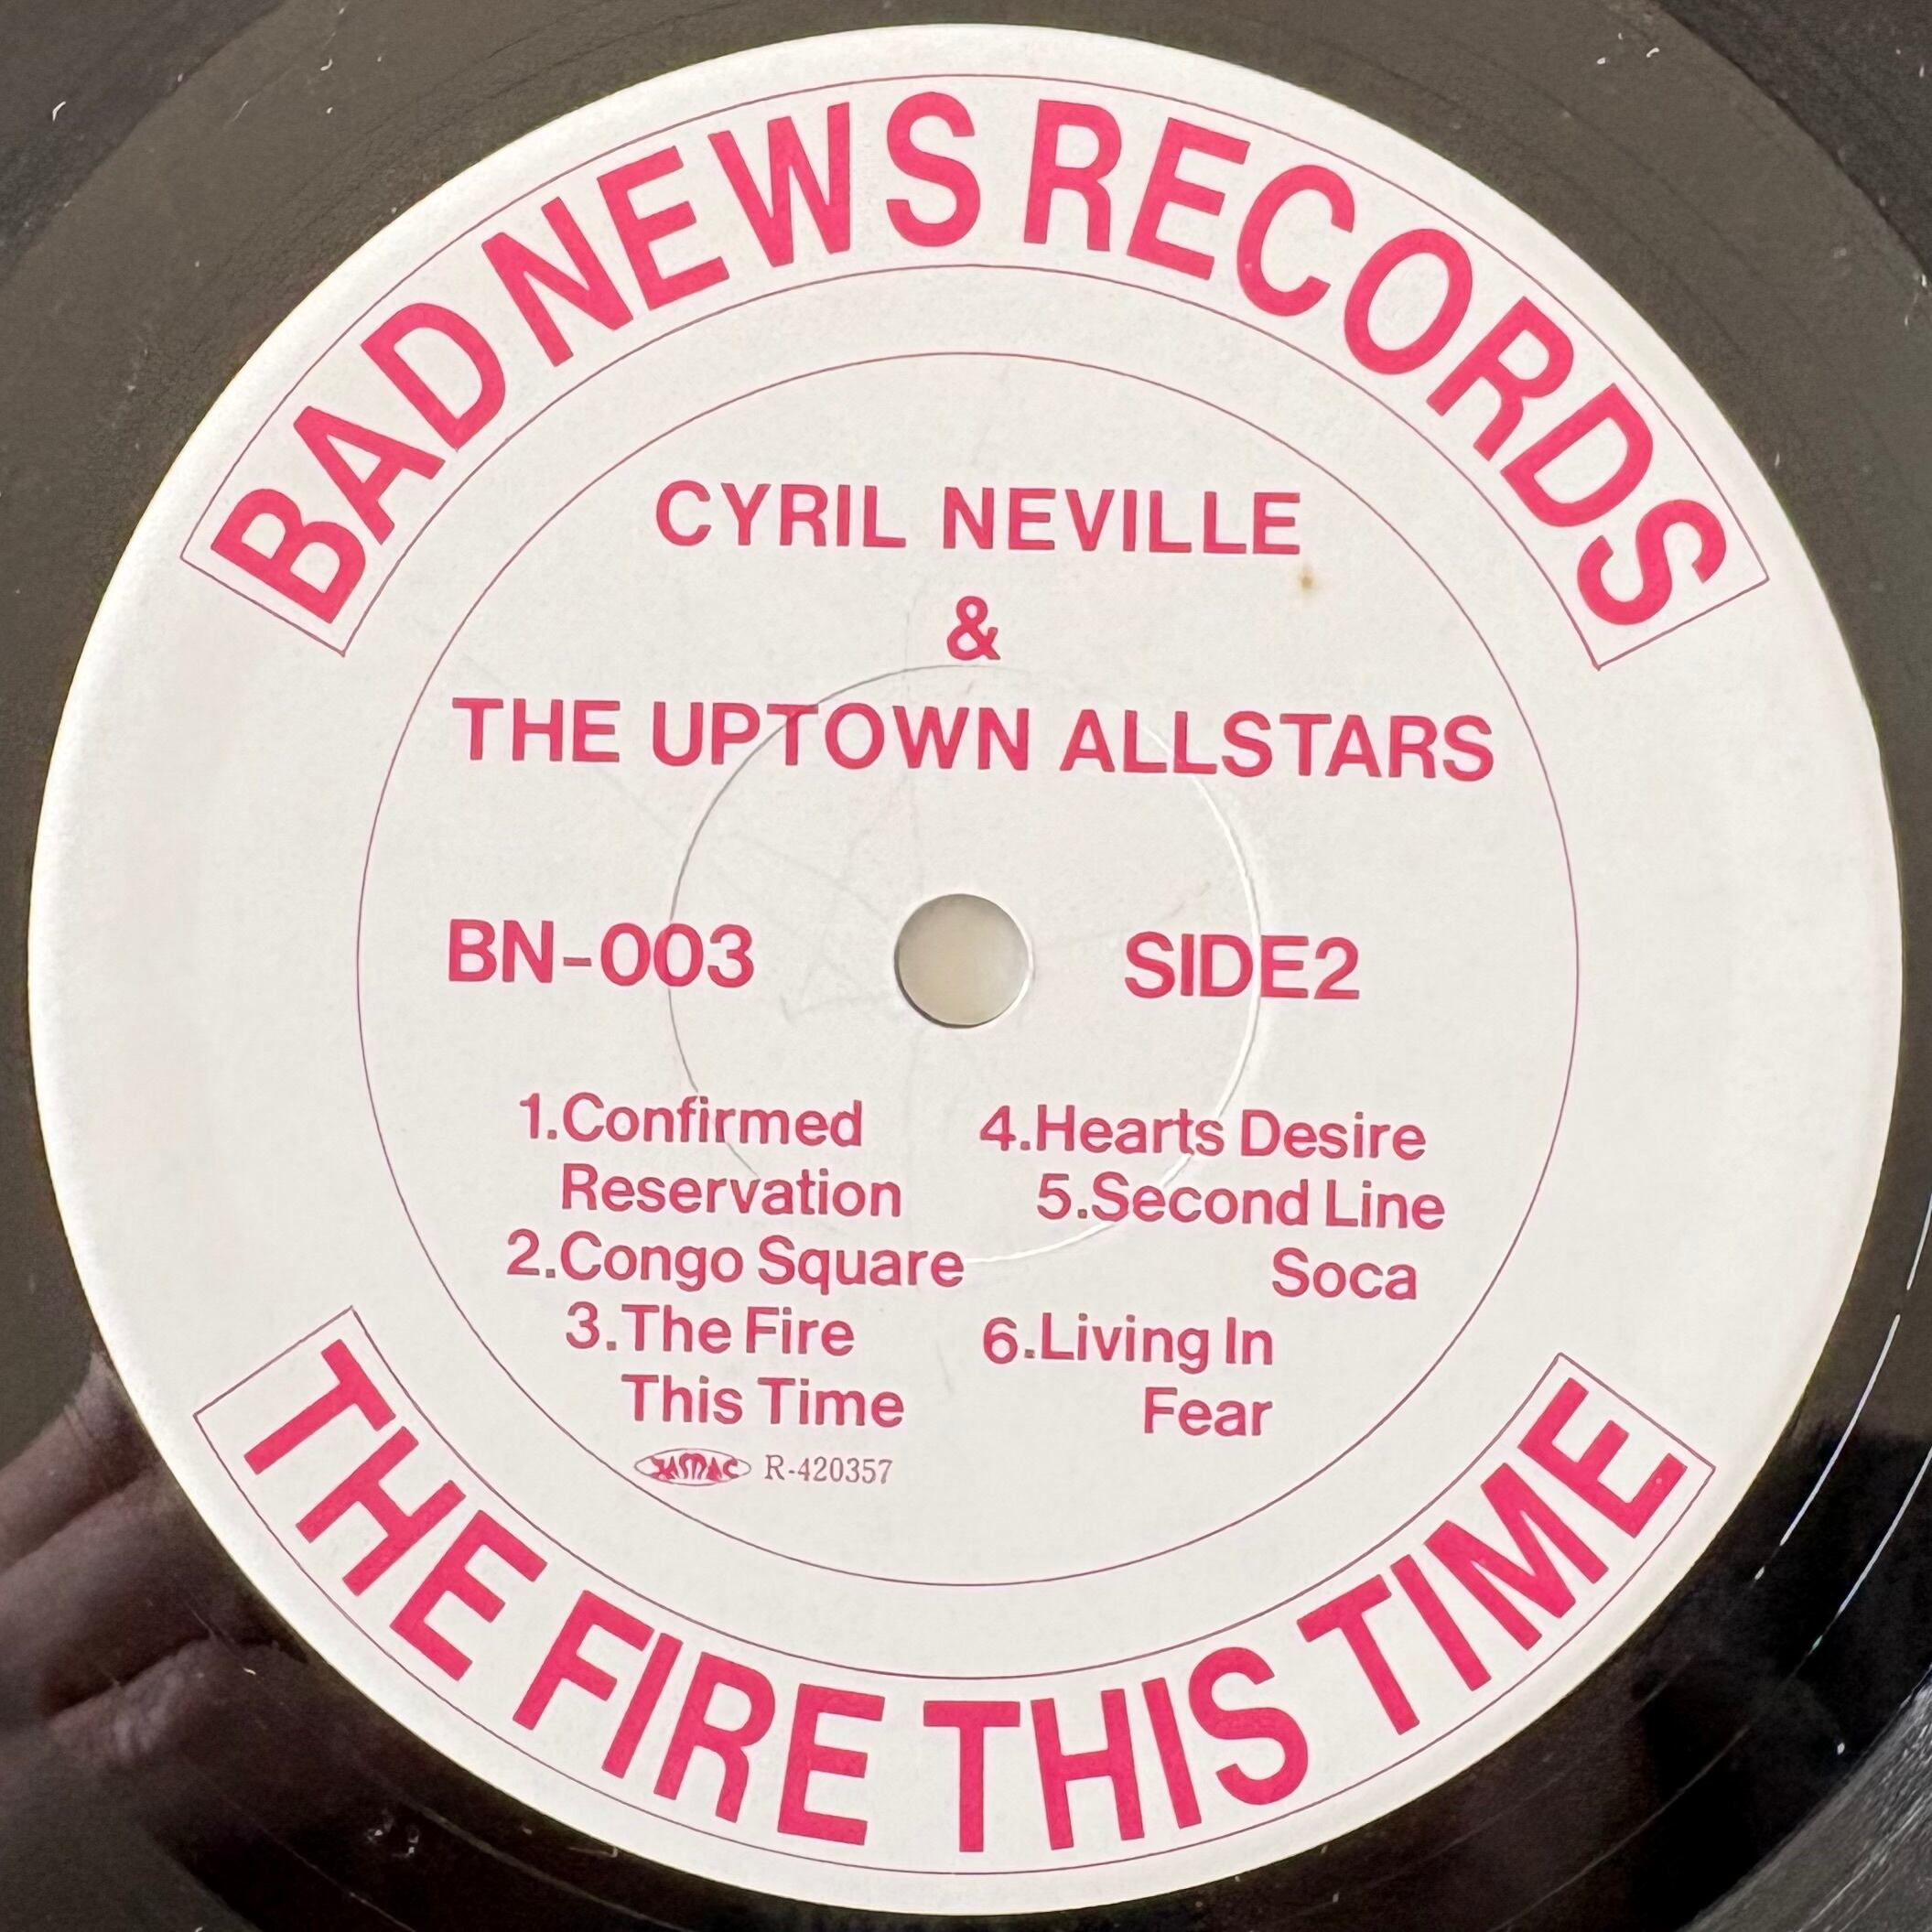 BAD NEWS RECORDS
CYRIL NEVILLE
&
THE UPTOWN ALLSTARS
BN-003
SIDE2
1.Confirmed
Reservation
2.Congo Square
3.The Fire
This Time
4.Hearts Desire
5.Second Line
Soca
6.Living In
Fear
JASRAC R-420357
THE FIRE THIS TIME